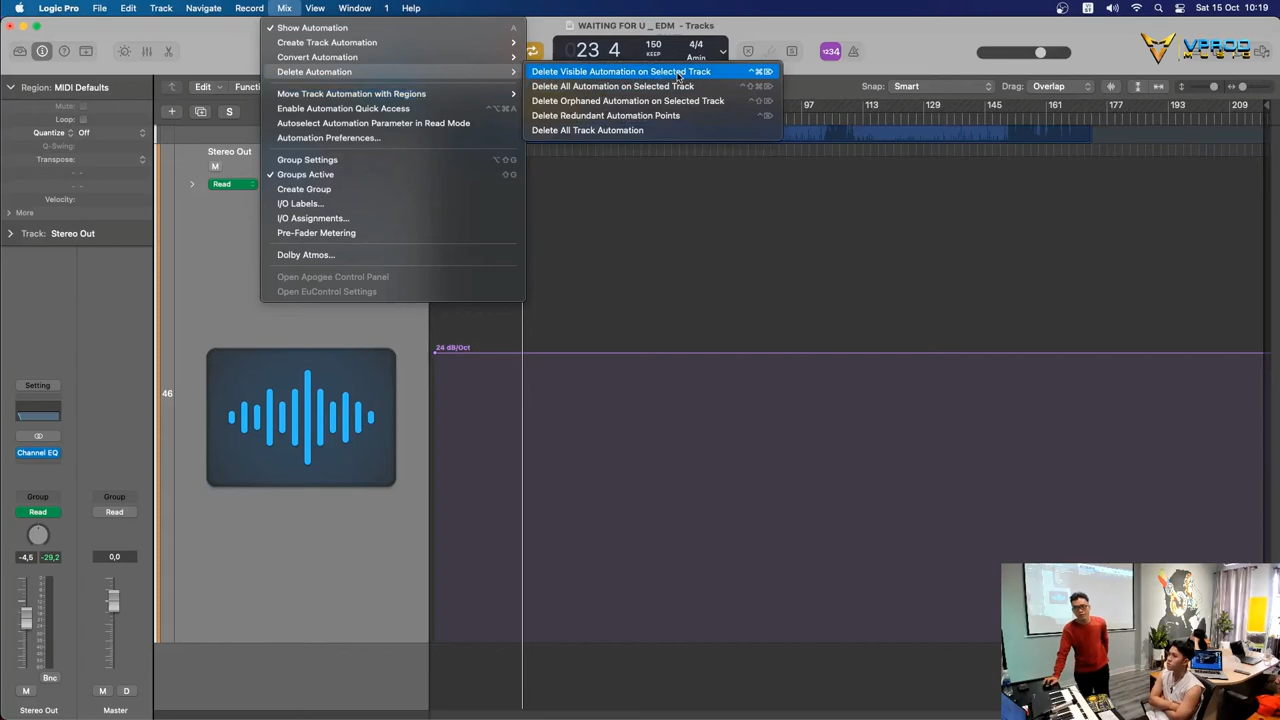 Logic Pro File Edit Track Navigate Record Mix View Window 1 Help
Sat 15 Oct 10:19
WAITING FOR U _ EDM - Tracks
23 4
150
KEEP
4/4
Amin
1234
VPROD
MUSIC
Region: MIDI Defaults
Mute:
Loop:
Quantize Off
Q-Swing:
Transpose:
Velocity:
More
Track: Stereo Out
Edit
Functi
S
Snap: Smart
Drag: Overlap
97
113
129
145
161
177
193
209
Stereo Out
M
Read
Show Automation A
Create Track Automation
Convert Automation
Delete Automation
Move Track Automation with Regions
Enable Automation Quick Access ⌃⌥⌘A
Autoselect Automation Parameter in Read Mode
Automation Preferences...
Group Settings ⌥⇧G
Groups Active ⇧G
Create Group
I/O Labels...
I/O Assignments...
Pre-Fader Metering
Dolby Atmos...
Open Apogee Control Panel
Open EuControl Settings
Delete Visible Automation on Selected Track ⌃⌘⌦
Delete All Automation on Selected Track ⌃⇧⌘⌦
Delete Orphaned Automation on Selected Track ⌃⇧⌦
Delete Redundant Automation Points ⌃⌦
Delete All Track Automation
24 dB/Oct
46
Setting
Channel EQ
Group Group
Read Read
-4,5 -29,2 0,0
Bnc
M M D
Stereo Out Master